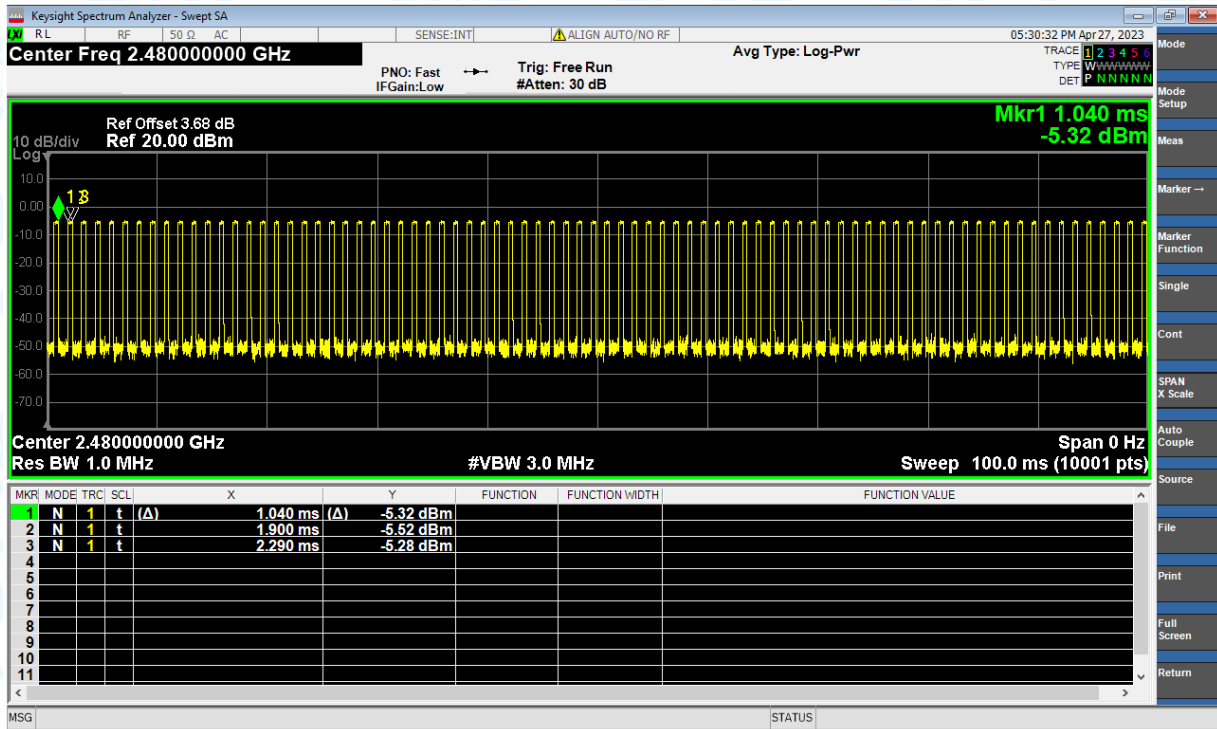 Keysight Spectrum Analyzer - Swept SA
LXI RL RF 50 Ω AC SENSE:INT ALIGN AUTO/NO RF 05:30:32 PM Apr 27, 2023
Center Freq 2.480000000 GHz Avg Type: Log-Pwr TRACE 1 2 3 4 5 6
PNO: Fast Trig: Free Run TYPE WWWWWW
IFGain:Low #Atten: 30 dB DET P N N N N N
Mkr1 1.040 ms
Ref Offset 3.68 dB
10 dB/div Ref 20.00 dBm -5.32 dBm
Log
10.0
0.00
-10.0
-20.0
-30.0
-40.0
-50.0
-60.0
-70.0
1 2 3
Center 2.480000000 GHz Span 0 Hz
Res BW 1.0 MHz #VBW 3.0 MHz Sweep 100.0 ms (10001 pts)
MKR MODE TRC SCL X Y FUNCTION FUNCTION WIDTH FUNCTION VALUE
1 N 1 t (Δ) 1.040 ms (Δ) -5.32 dBm
2 N 1 t 1.900 ms -5.52 dBm
3 N 1 t 2.290 ms -5.28 dBm
4
5
6
7
8
9
10
11
MSG STATUS
Mode
Mode
Setup
Meas
Marker →
Marker
Function
Single
Cont
SPAN
X Scale
Auto
Couple
Source
File
Print
Full
Screen
Return